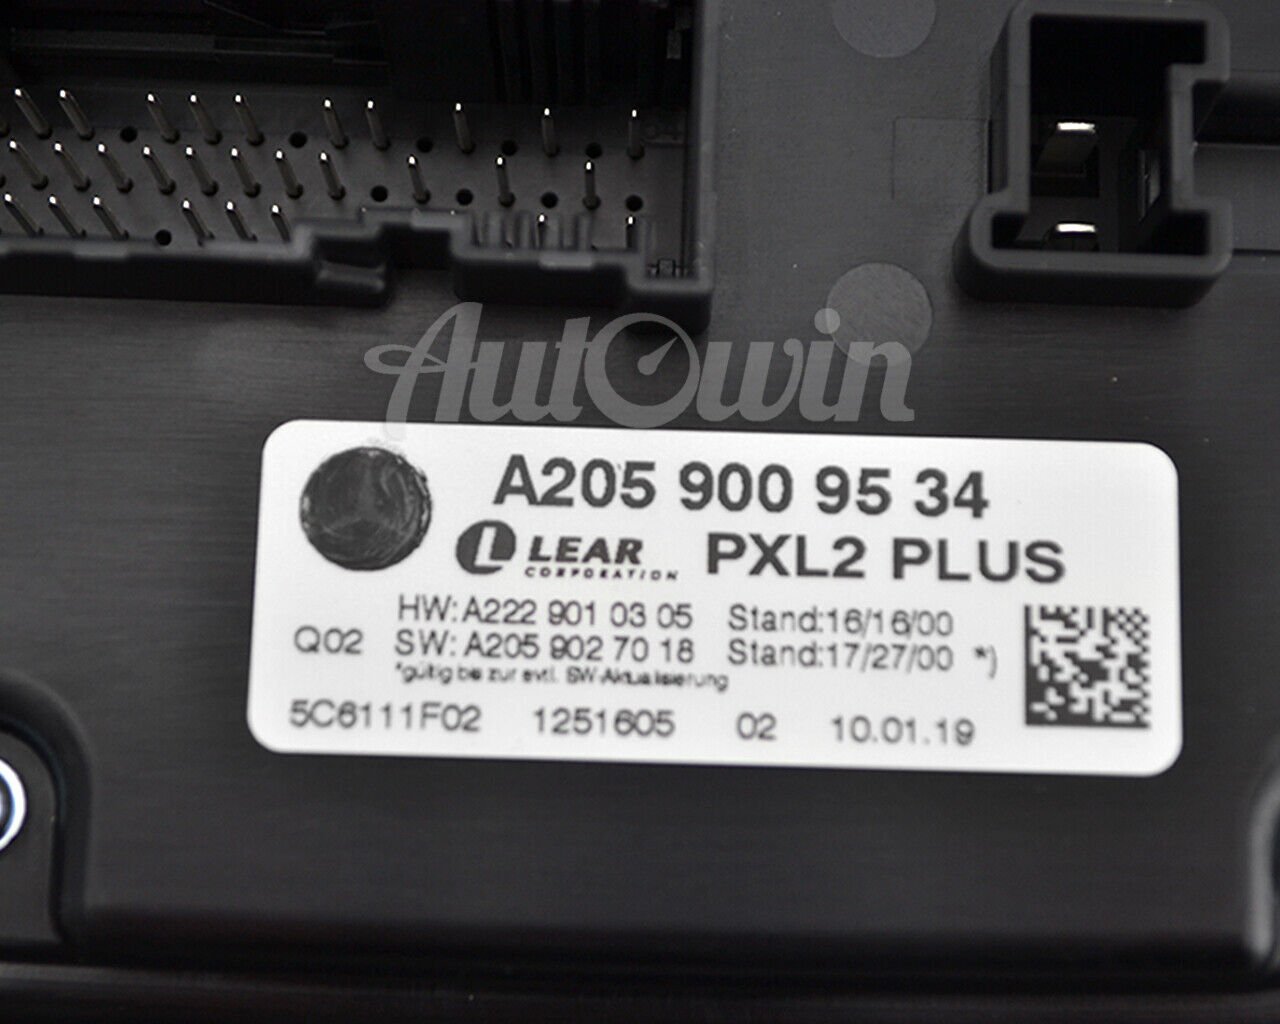 AutOwin
A205 900 95 34
LEAR PXL2 PLUS
CORPORATION
HW: A222 901 03 05 Stand:16/16/00
Q02 SW: A205 902 70 18 Stand:17/27/00 *)
*gültig bis zur evtl. SW-Aktualisierung
5C6111F02 1251605 02 10.01.19